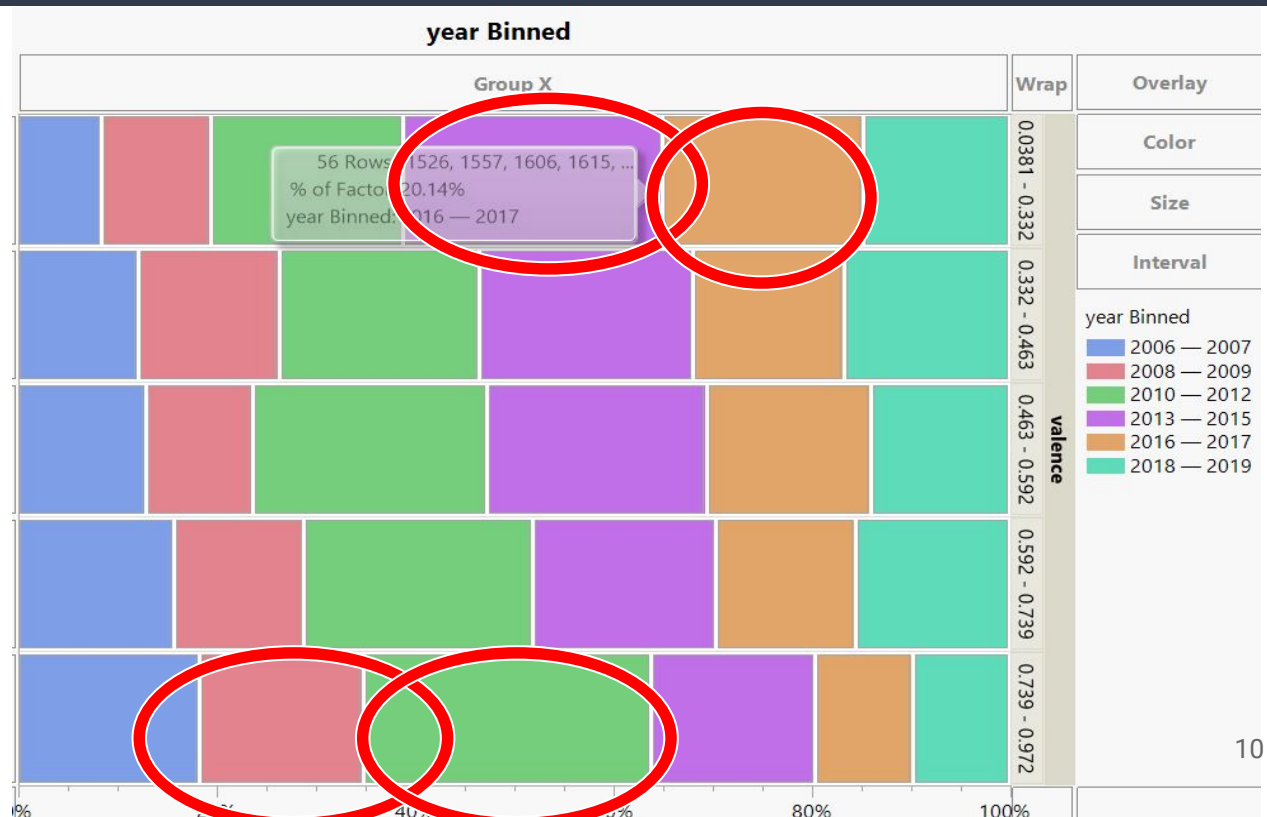 year Binned
Group X
Wrap
Overlay
Color
Size
Interval
56 Rows 1526, 1557, 1606, 1615, ...
% of Facto 20.14%
year Binned: 016 — 2017
0.0381 - 0.332
0.332 - 0.463
0.463 - 0.592
0.592 - 0.739
0.739 - 0.972
valence
year Binned
2006 — 2007
2008 — 2009
2010 — 2012
2013 — 2015
2016 — 2017
2018 — 2019
10
80%
100%